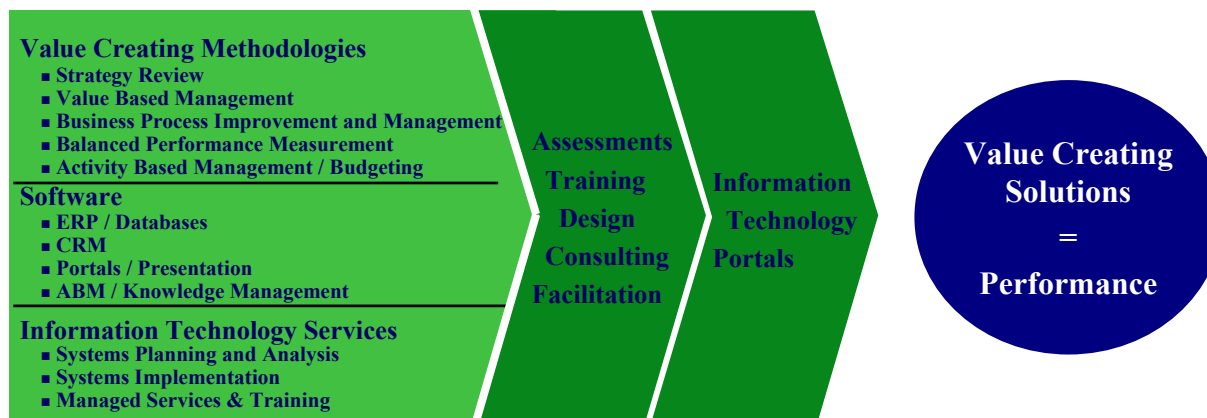 Value Creating Methodologies
▪ Strategy Review
▪ Value Based Management
▪ Business Process Improvement and Management
▪ Balanced Performance Measurement
▪ Activity Based Management / Budgeting
Software
▪ ERP / Databases
▪ CRM
▪ Portals / Presentation
▪ ABM / Knowledge Management
Information Technology Services
▪ Systems Planning and Analysis
▪ Systems Implementation
▪ Managed Services & Training
Assessments
Training
Design
Consulting
Facilitation
Information
Technology
Portals
Value Creating
Solutions
=
Performance